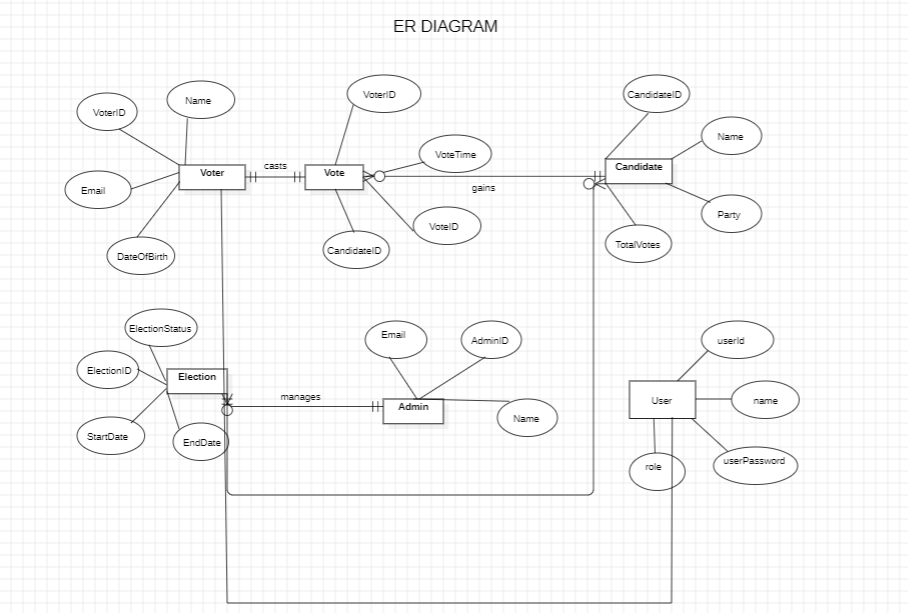 ER DIAGRAM
VoterID
Name
Email
DateOfBirth
Voter
casts
VoterID
Vote
VoteTime
VoteID
CandidateID
gains
CandidateID
Name
Candidate
Party
TotalVotes
ElectionStatus
ElectionID
Election
StartDate
EndDate
manages
Email
AdminID
Admin
Name
userId
User
name
role
userPassword